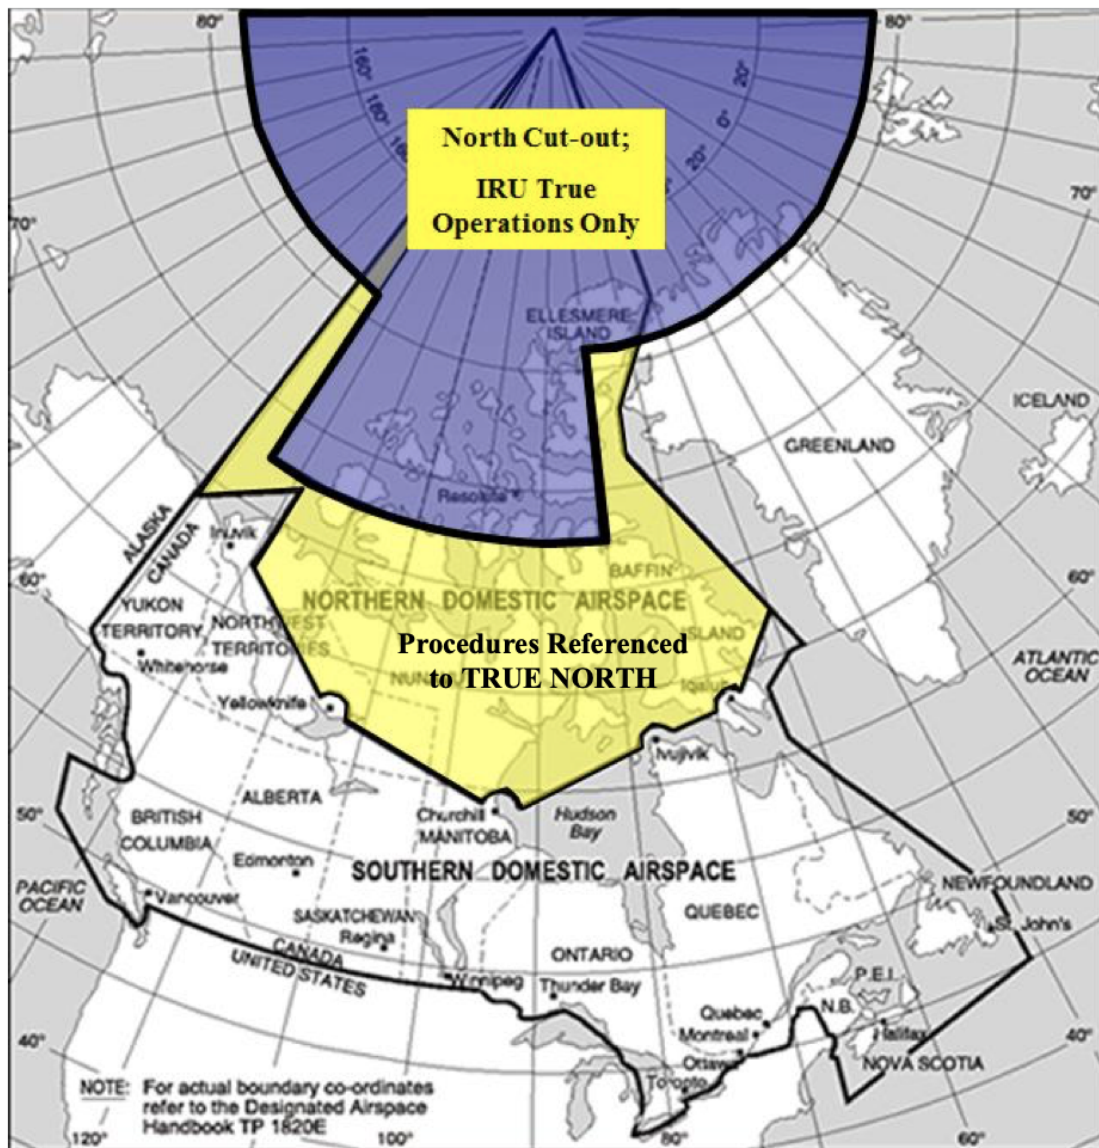 80°
80°
160°
180°
160
20°
0°
20°
North Cut-out;
IRU True
Operations Only
70°
70°
ELLESMERE
ISLAND
ICELAND
GREENLAND
Resolute
ALASKA
CANADA
Inuvik
60°
60°
BAFFIN
ISLAND
YUKON
TERRITORY
NORTHWEST
TERRITORIES
NORTHERN DOMESTIC AIRSPACE
Procedures Referenced
to TRUE NORTH
Whitehorse
NUN
Iqaluit
ATLANTIC
OCEAN
Yellowknife
Ivujivik
50°
50°
ALBERTA
BRITISH
COLUMBIA
Churchill
MANITOBA
Hudson
Bay
Edmonton
SOUTHERN DOMESTIC AIRSPACE
PACIFIC
OCEAN
Vancouver
NEWFOUNDLAND
St. John's
SASKATCHEWAN
Regina
QUEBEC
CANADA
UNITED STATES
ONTARIO
Winnipeg
Thunder Bay
P.E.I.
N.B.
Quebec
Montreal
Halifax
Ottawa
NOVA SCOTIA
Toronto
40°
40°
NOTE: For actual boundary co-ordinates
refer to the Designated Airspace
Handbook TP 1820E
120°
100°
80°
60°